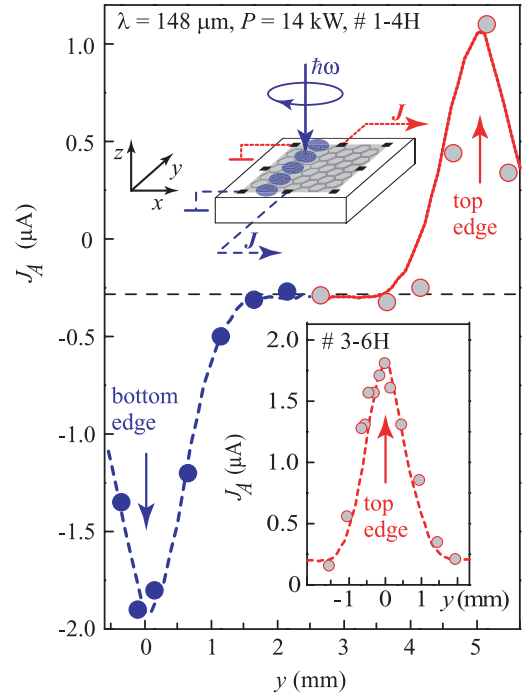 λ = 148 μm, P = 14 kW, # 1-4H
1.0
0.5
0
-0.5
-1.0
-1.5
-2.0
J_A (μA)
ħω
J
z
y
x
J
top
edge
bottom
edge
# 3-6H
2.0
1.5
1.0
0.5
0
J_A (μA)
top
edge
-1 0 1 y (mm)
0 1 2 3 4 5
y (mm)